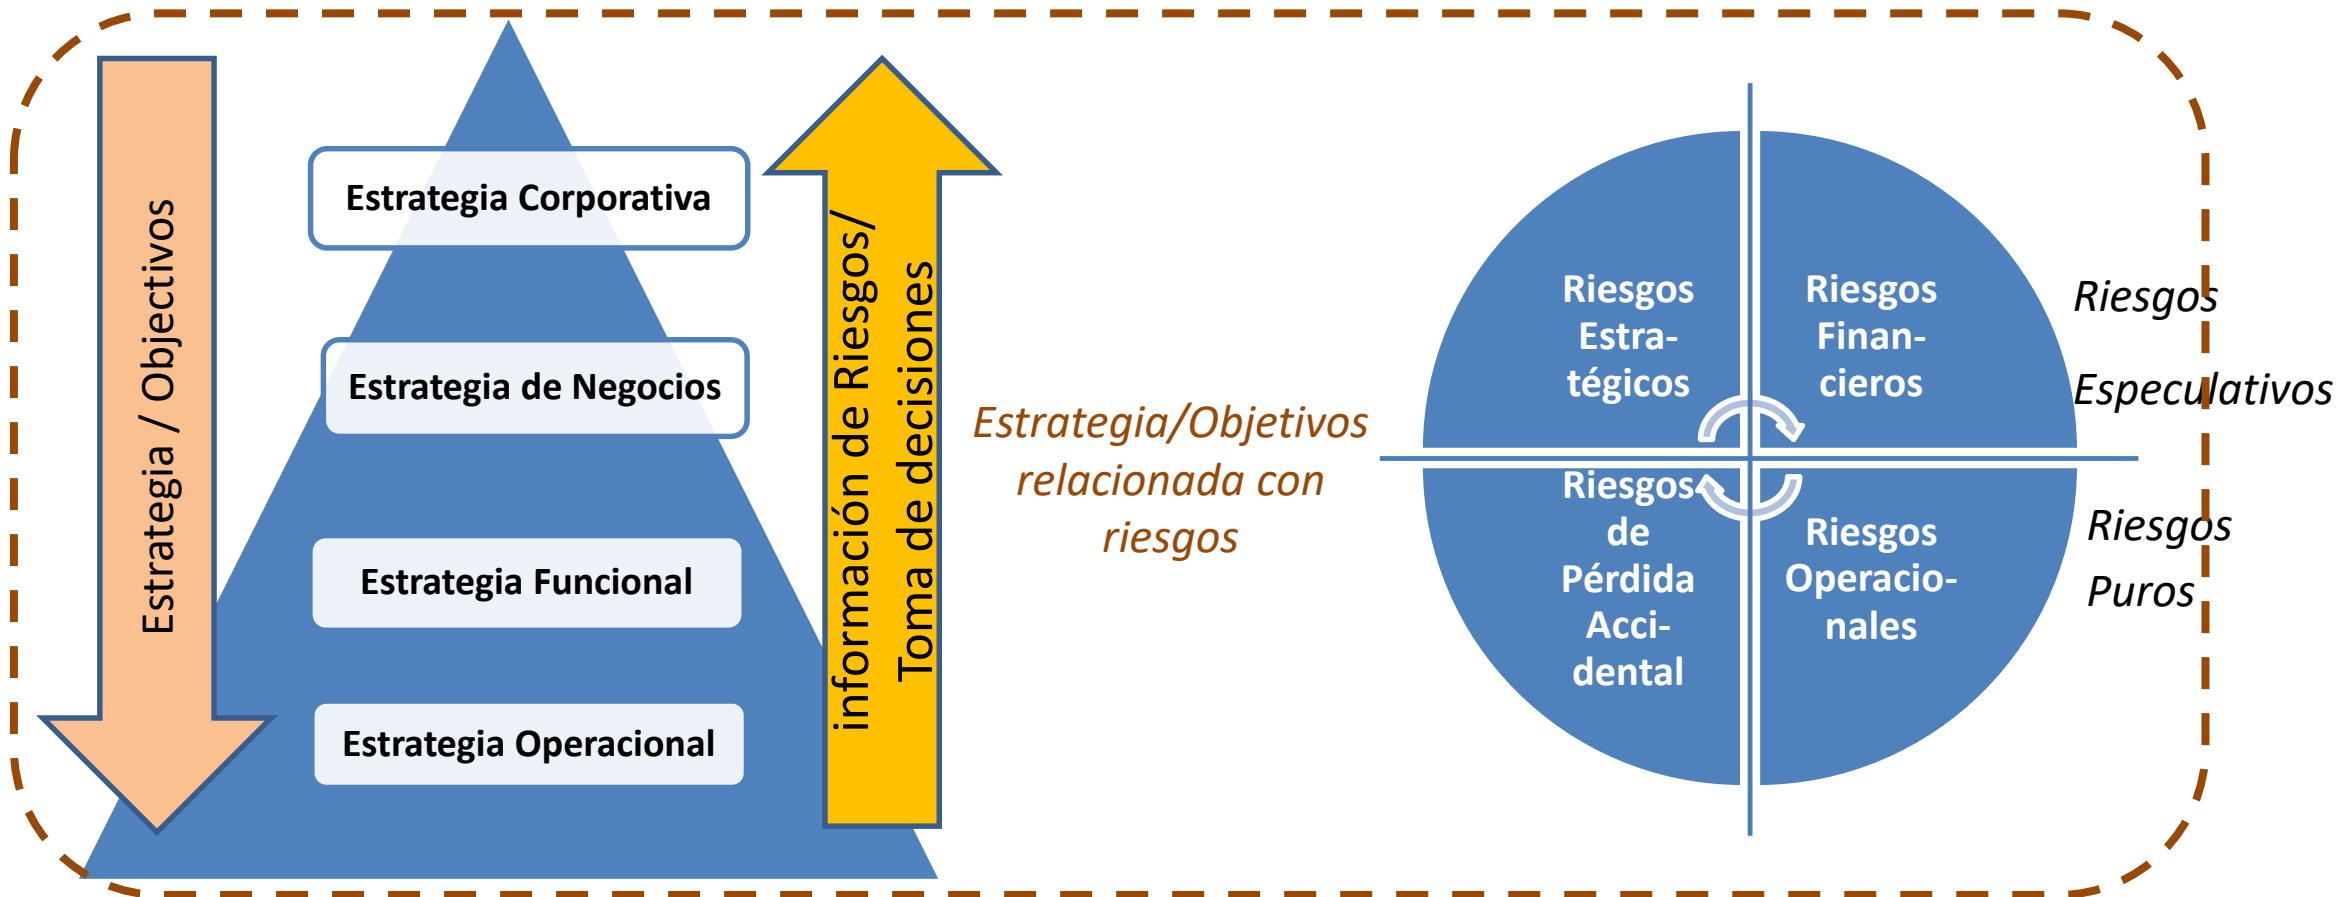 Estrategia / Objectivos
Estrategia Corporativa
Estrategia de Negocios
Estrategia Funcional
Estrategia Operacional
información de Riesgos/
Toma de decisiones
Estrategia/Objetivos
relacionada con
riesgos
Riesgos
Estra-
tégicos
Riesgos
Finan-
cieros
Riesgos
de
Pérdida
Acci-
dental
Riesgos
Operacio-
nales
Riesgos
Especulativos
Riesgos
Puros